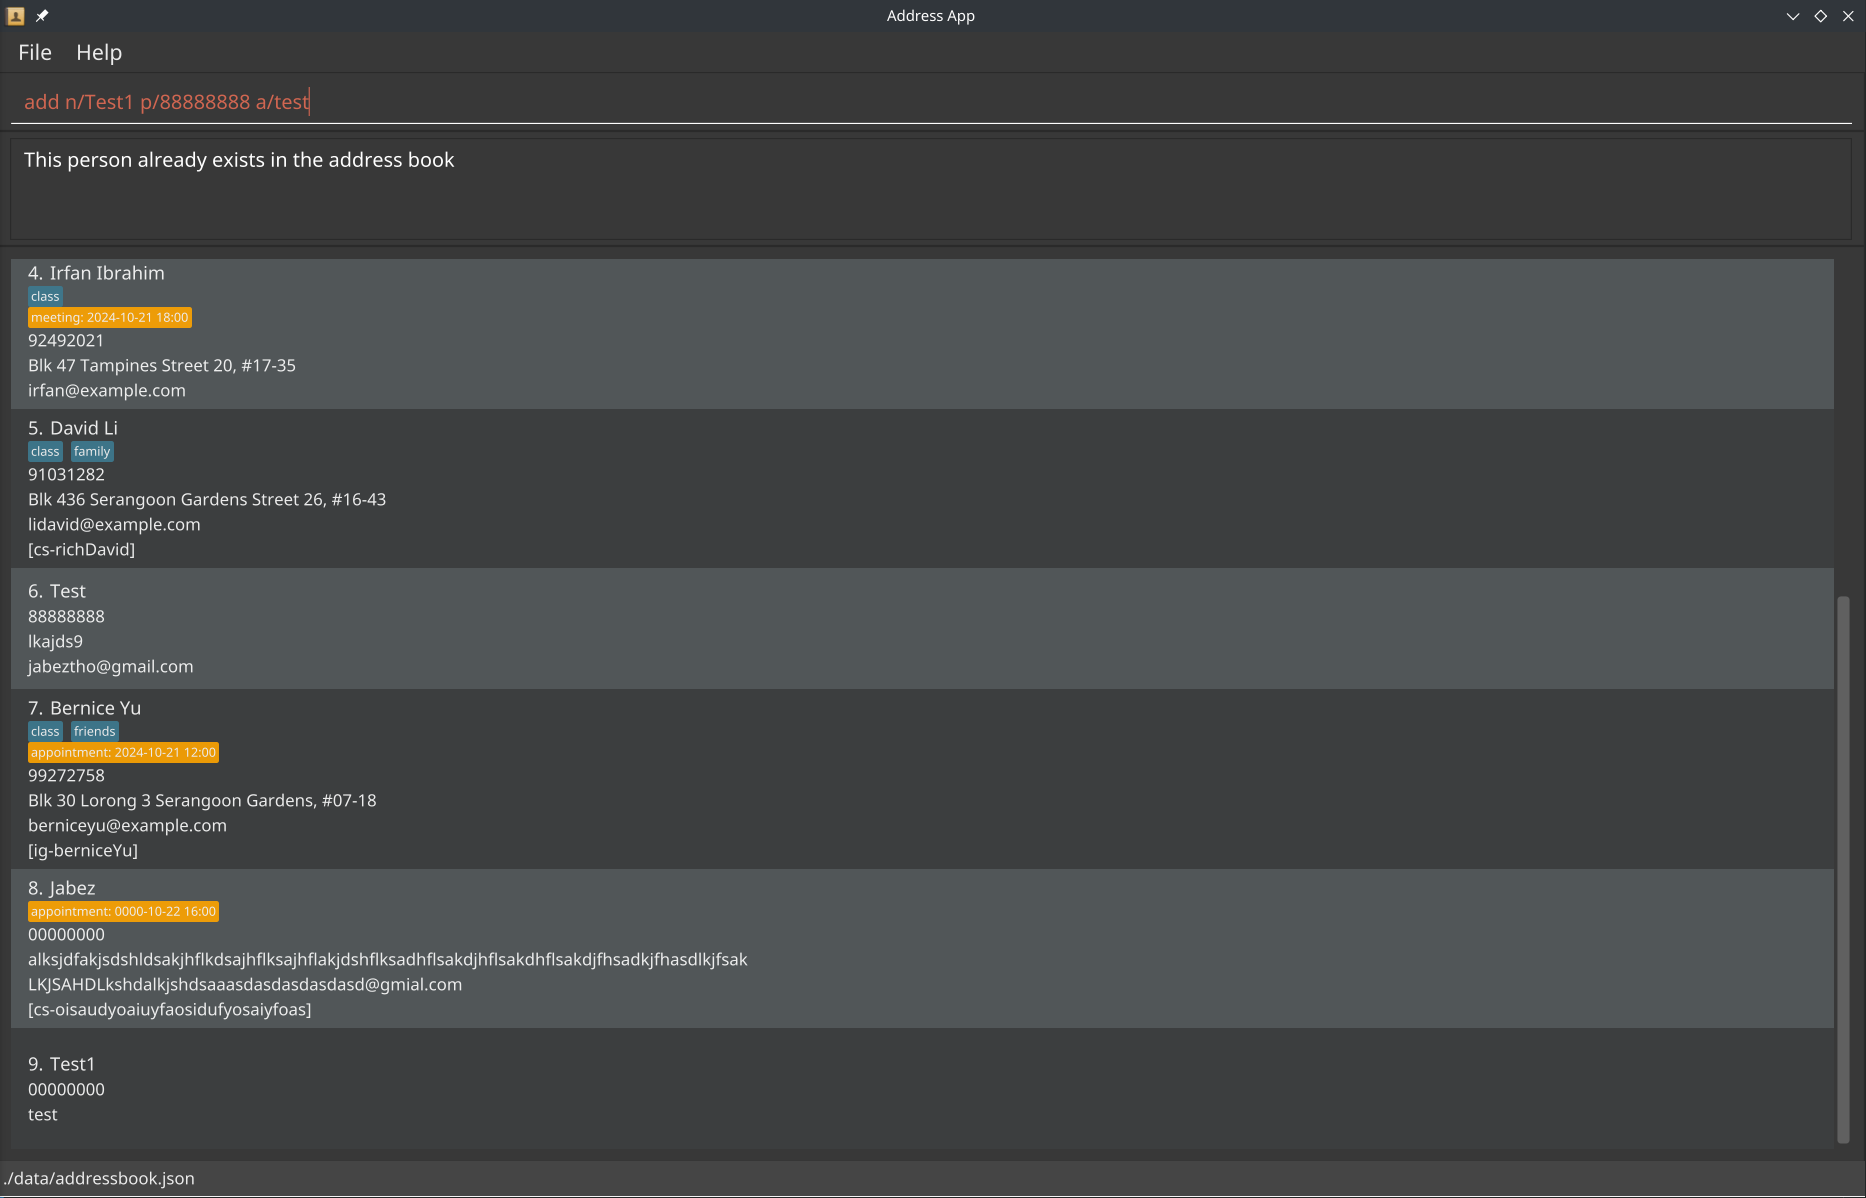 Address App
File Help
add n/Test1 p/88888888 a/test
This person already exists in the address book
4. Irfan Ibrahim
class
meeting: 2024-10-21 18:00
92492021
Blk 47 Tampines Street 20, #17-35
irfan@example.com
5. David Li
class family
91031282
Blk 436 Serangoon Gardens Street 26, #16-43
lidavid@example.com
[cs-richDavid]
6. Test
88888888
lkajds9
jabeztho@gmail.com
7. Bernice Yu
class friends
appointment: 2024-10-21 12:00
99272758
Blk 30 Lorong 3 Serangoon Gardens, #07-18
berniceyu@example.com
[ig-berniceYu]
8. Jabez
appointment: 0000-10-22 16:00
00000000
alksjdfakjsdshldsakjhflkdsajhflksajhflakjdshflksadhflsakdjhflsakdhflsakdjfhsadkjfhasdlkjfsak
LKJSAHDLkshdalkjshdsaaasdasdasdasdasd@gmial.com
[cs-oisaudyoaiuyfaosidufyosaiyfoas]
9. Test1
00000000
test
./data/addressbook.json